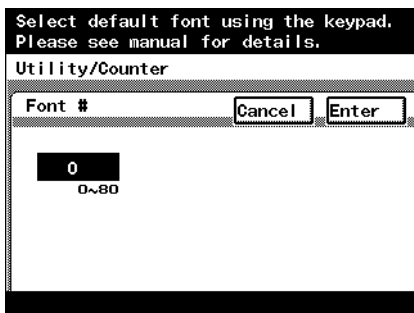 Select default font using the keypad.
Please see manual for details.
Utility/Counter
Font #
Cancel
Enter
0
0~80